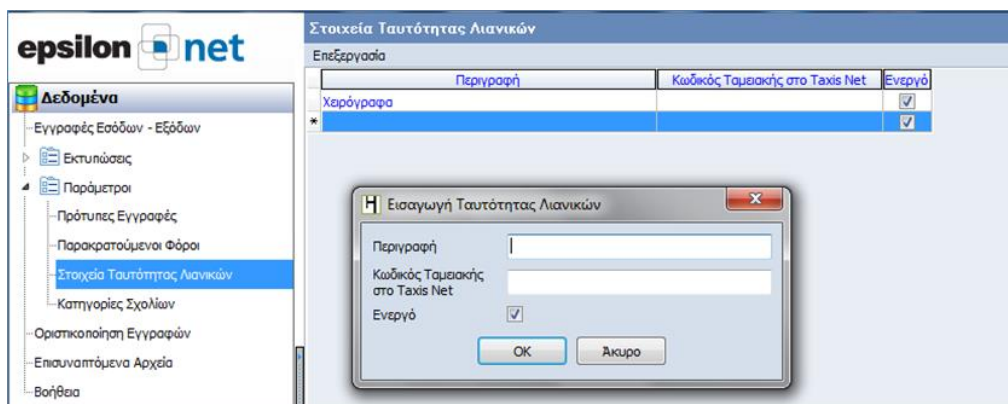 epsilon net
Δεδομένα
Εγγραφές Εσόδων - Εξόδων
Εκτυπώσεις
Παράμετροι
Πρότυπες Εγγραφές
Παρακρατούμενοι Φόροι
Στοιχεία Ταυτότητας Λιανικών
Κατηγορίες Σχολίων
Οριστικοποίηση Εγγραφών
Επισυναπτόμενα Αρχεία
Βοήθεια
Στοιχεία Ταυτότητας Λιανικών
Επεξεργασία
Περιγραφή Κωδικός Ταμειακής στο Taxis Net Ενεργό
Χειρόγραφα
*
Εισαγωγή Ταυτότητας Λιανικών
Περιγραφή
Κωδικός Ταμειακής
στο Taxis Net
Ενεργό
OK Άκυρο